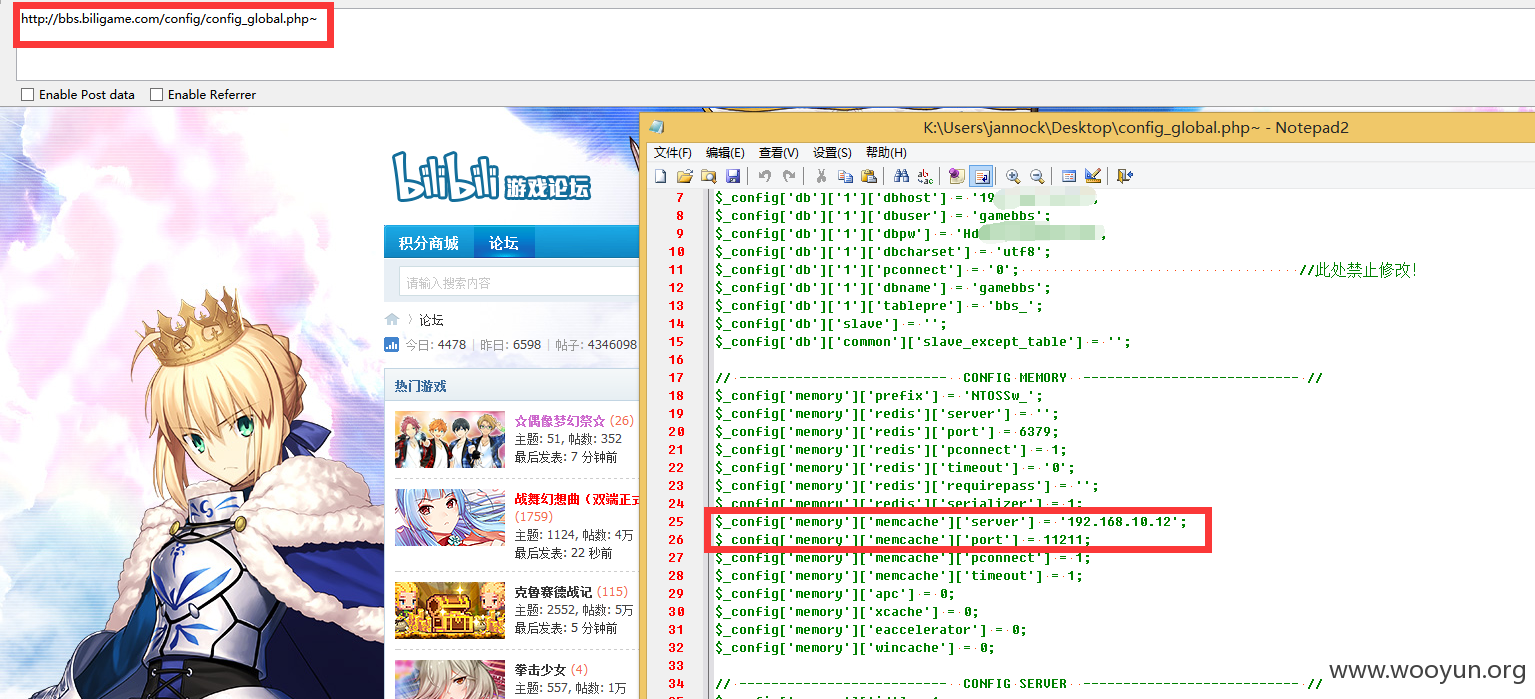 http://bbs.biligame.com/config/config_global.php~
Enable Post data
Enable Referrer
bilibili 游戏论坛
积分商城
论坛
请输入搜索内容
论坛
今日: 4478 | 昨日: 6598 | 帖子: 4346098
热门游戏
☆偶像梦幻祭☆ (26)
主题: 51, 帖数: 352
最后发表: 7 分钟前
战舞幻想曲（双端正式
(1759)
主题: 1124, 帖数: 4万
最后发表: 22 秒前
克鲁赛德战记 (115)
主题: 2552, 帖数: 5万
最后发表: 5 分钟前
拳击少女 (4)
主题: 557, 帖数: 1万
K:\Users\jannock\Desktop\config_global.php~ - Notepad2
文件(F) 编辑(E) 查看(V) 设置(S) 帮助(H)
7 $_config['db']['1']['dbhost'] = '19
8 $_config['db']['1']['dbuser'] = 'gamebbs';
9 $_config['db']['1']['dbpw'] = 'Hd
10 $_config['db']['1']['dbcharset'] = 'utf8';
11 $_config['db']['1']['pconnect'] = '0'; //此处禁止修改!
12 $_config['db']['1']['dbname'] = 'gamebbs';
13 $_config['db']['1']['tablepre'] = 'bbs_';
14 $_config['db']['slave'] = '';
15 $_config['db']['common']['slave_except_table'] = '';
16
17 // -------------------------- CONFIG MEMORY --------------------------- //
18 $_config['memory']['prefix'] = 'NTOSSw_';
19 $_config['memory']['redis']['server'] = '';
20 $_config['memory']['redis']['port'] = 6379;
21 $_config['memory']['redis']['pconnect'] = 1;
22 $_config['memory']['redis']['timeout'] = '0';
23 $_config['memory']['redis']['requirepass'] = '';
24 $_config['memory']['redis']['serializer'] = 1;
25 $_config['memory']['memcache']['server'] = '192.168.10.12';
26 $_config['memory']['memcache']['port'] = 11211;
27 $_config['memory']['memcache']['pconnect'] = 1;
28 $_config['memory']['memcache']['timeout'] = 1;
29 $_config['memory']['apc'] = 0;
30 $_config['memory']['xcache'] = 0;
31 $_config['memory']['eaccelerator'] = 0;
32 $_config['memory']['wincache'] = 0;
33
34 // -------------------------- CONFIG SERVER --------------------------- //
www.wooyun.org